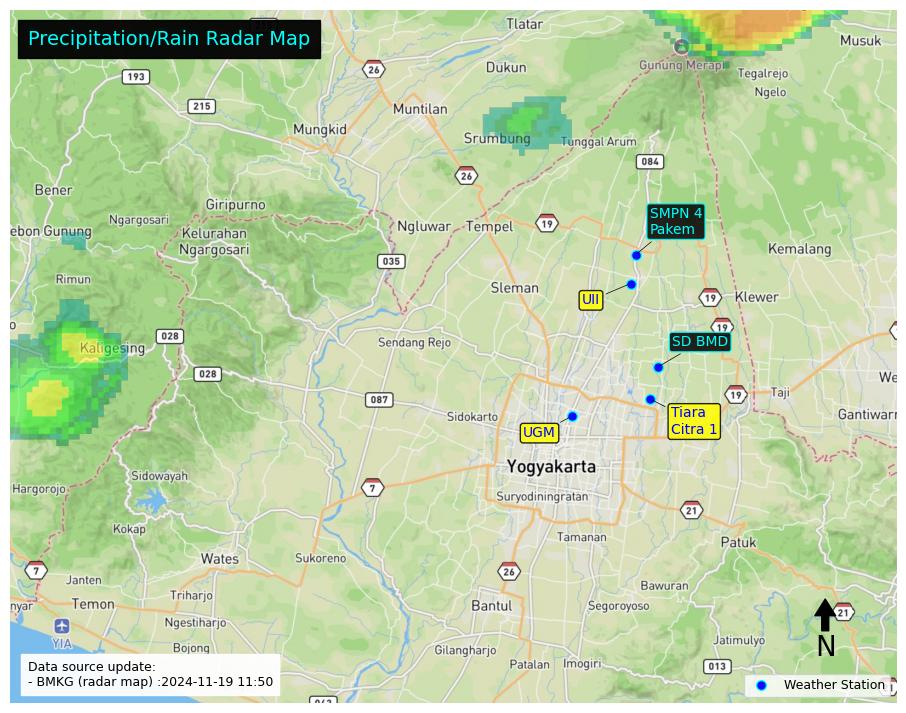 Precipitation/Rain Radar Map
Tlatar
Musuk
26
Dukun
Gunung Merapi
Tegalrejo
193
Ngelo
215
Muntilan
Mungkid
Srumbung
Tunggal Arum
084
26
Bener
Giripurno
SMPN 4
Pakem
Ngargosari
Ngluwar
Tempel
19
ebon Gunung
Kelurahan
Ngargosari
Kemalang
035
Rimun
Sleman
UII
19
Klewer
19
028
Sendang Rejo
SD BMD
Kaligesing
028
087
19
Taji
We
Sidokarto
Tiara
Citra 1
Gantiwarn
UGM
Yogyakarta
Sidowayah
Hargorojo
7
Suryodiningratan
21
Kokap
Tamanan
Patuk
Wates
Sukoreno
7
26
Janten
Bawuran
Triharjo
nyar
Temon
Bantul
Segoroyoso
21
Ngestiharjo
YIA
Jatimulyo
N
Bojong
Gilangharjo
Patalan
Imogiri
013
Data source update:
- BMKG (radar map) :2024-11-19 11:50
Weather Station